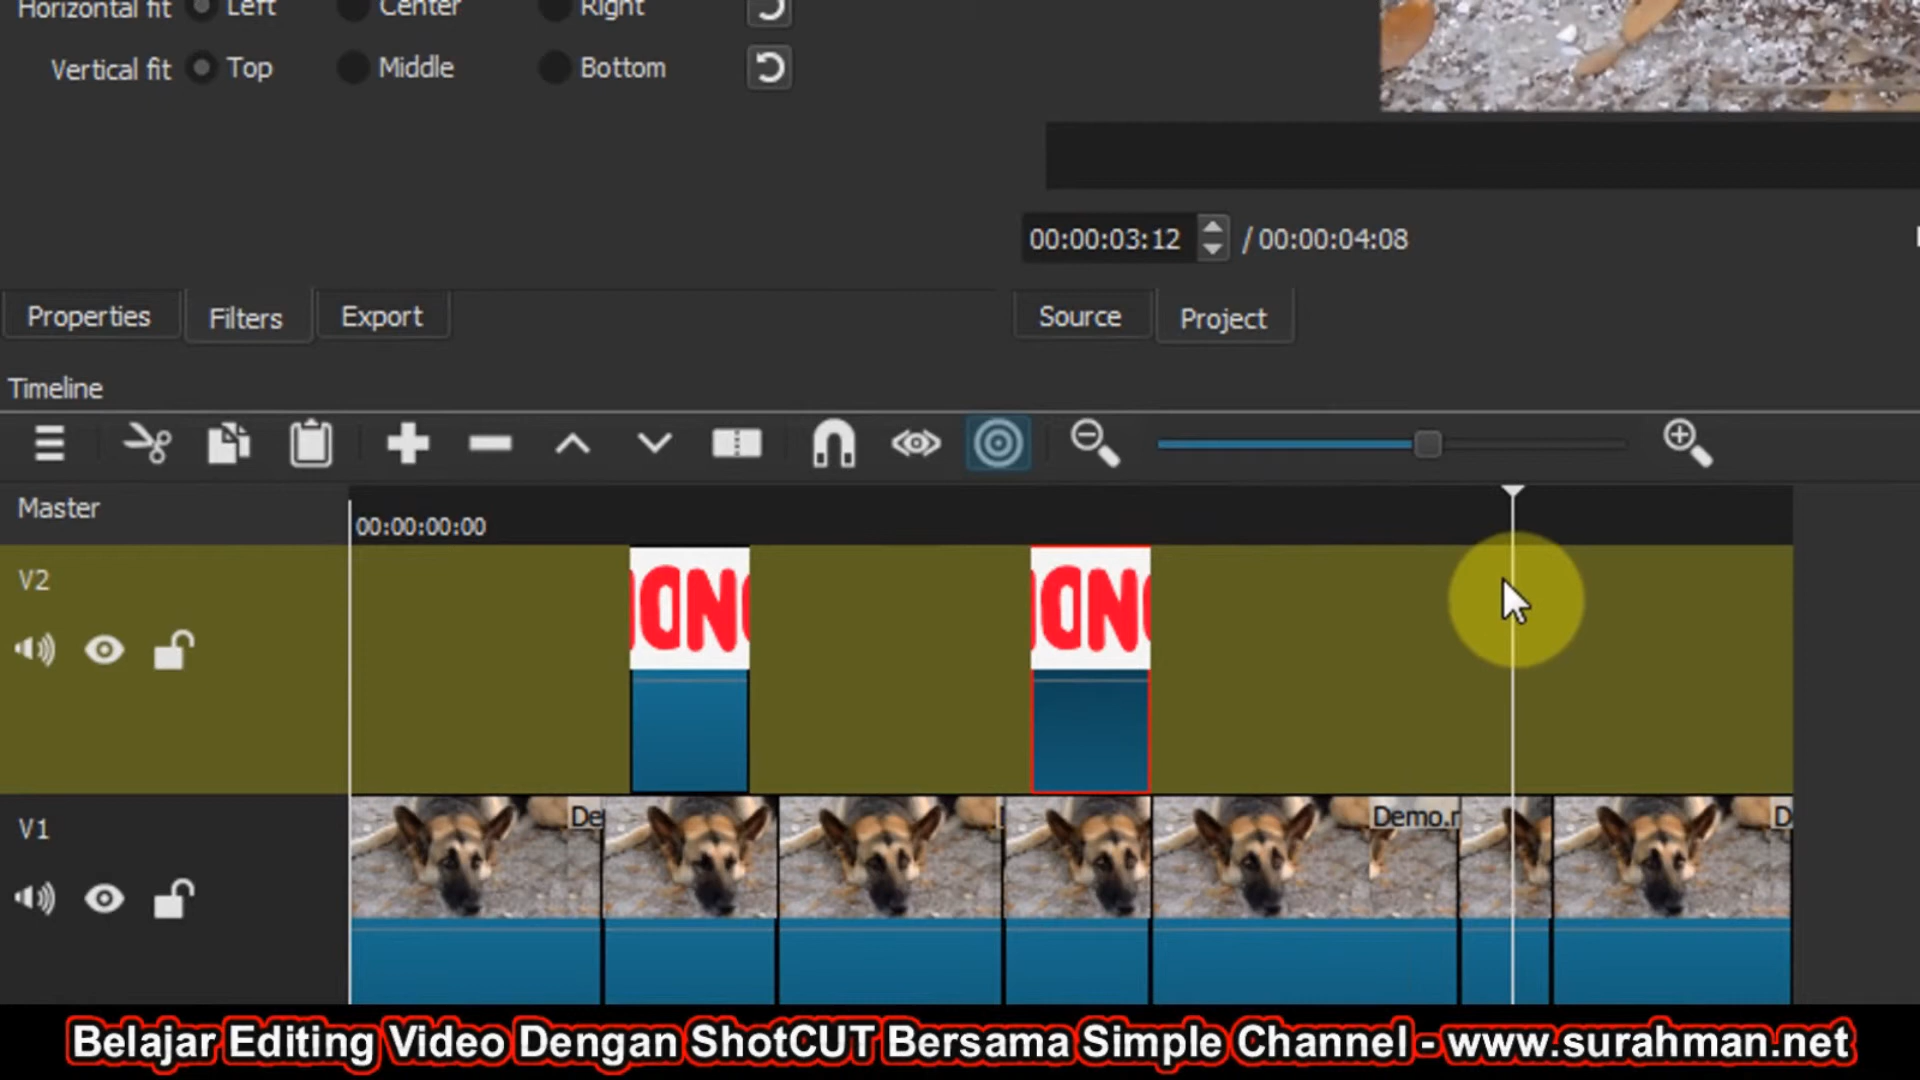 Horizontal fit Left Center Right
Vertical fit Top Middle Bottom
00:00:03:12 / 00:00:04:08
Properties Filters Export Source Project
Timeline
Master
00:00:00:00
V2
V1
Demo.r
Belajar Editing Video Dengan ShotCUT Bersama Simple Channel - www.surahman.net